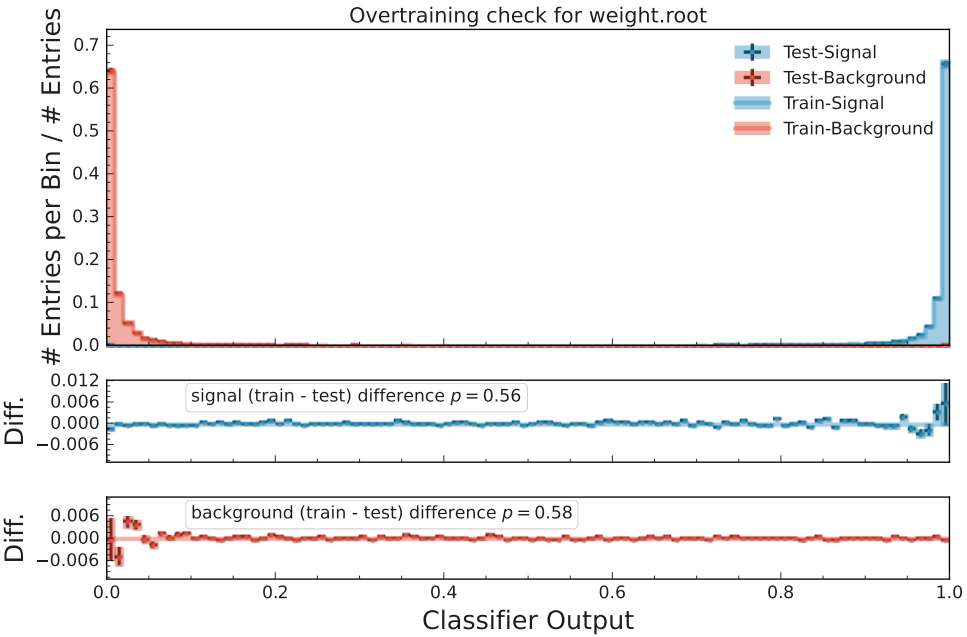 Overtraining check for weight.root
# Entries per Bin / # Entries
0.7
0.6
0.5
0.4
0.3
0.2
0.1
0.0
Test-Signal
Test-Background
Train-Signal
Train-Background
Diff.
0.012
0.006
0.000
−0.006
signal (train - test) difference p = 0.56
Diff.
0.006
0.000
−0.006
background (train - test) difference p = 0.58
0.0 0.2 0.4 0.6 0.8 1.0
Classifier Output